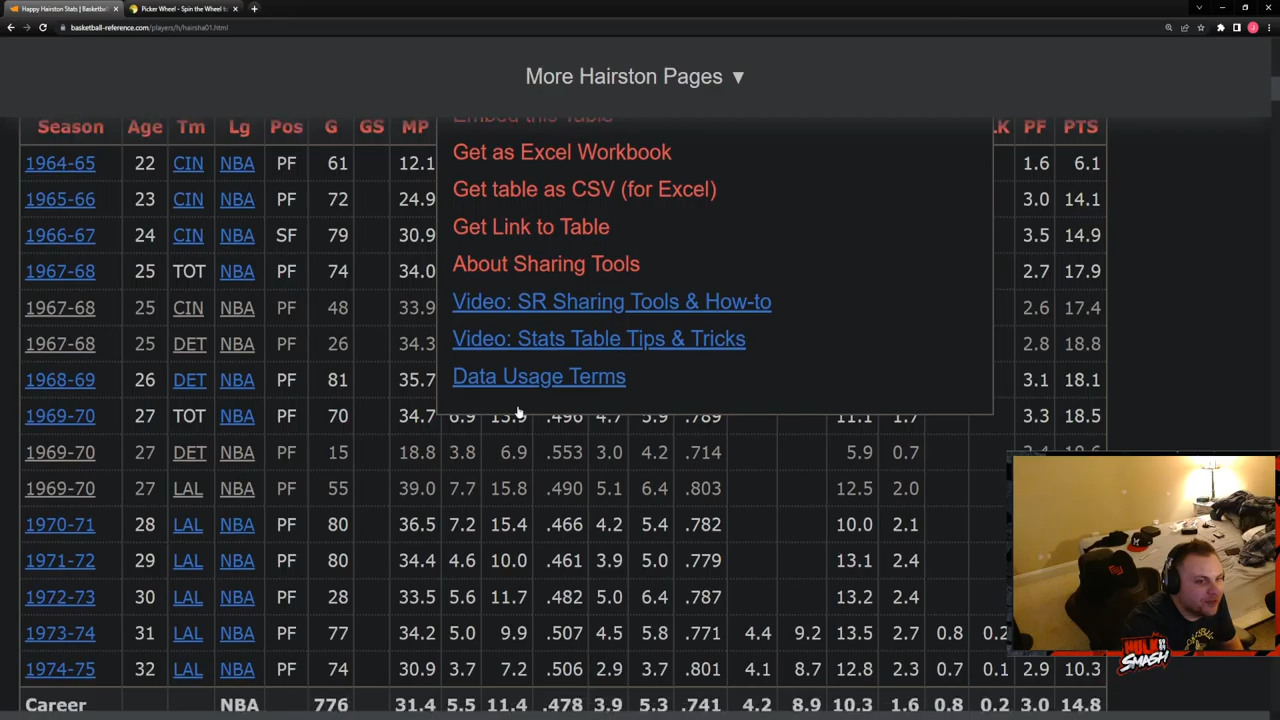 Happy Hairston Stats | Basketbal
Picker Wheel - Spin the Wheel t
basketball-reference.com/players/h/hairsha01.html
More Hairston Pages ▼
Embed this Table
Season Age Tm Lg Pos G GS MP PF PTS
Get as Excel Workbook
1964-65 22 CIN NBA PF 61 12.1 1.6 6.1
Get table as CSV (for Excel)
1965-66 23 CIN NBA PF 72 24.9 3.0 14.1
Get Link to Table
1966-67 24 CIN NBA SF 79 30.9 3.5 14.9
About Sharing Tools
1967-68 25 TOT NBA PF 74 34.0 2.7 17.9
Video: SR Sharing Tools & How-to
1967-68 25 CIN NBA PF 48 33.9 2.6 17.4
Video: Stats Table Tips & Tricks
1967-68 25 DET NBA PF 26 34.3 2.8 18.8
Data Usage Terms
1968-69 26 DET NBA PF 81 35.7 3.1 18.1
1969-70 27 TOT NBA PF 70 34.7 6.9 13.9 .496 4.7 5.9 .789 11.1 1.7 3.3 18.5
1969-70 27 DET NBA PF 15 18.8 3.8 6.9 .553 3.0 4.2 .714 5.9 0.7
1969-70 27 LAL NBA PF 55 39.0 7.7 15.8 .490 5.1 6.4 .803 12.5 2.0
1970-71 28 LAL NBA PF 80 36.5 7.2 15.4 .466 4.2 5.4 .782 10.0 2.1
1971-72 29 LAL NBA PF 80 34.4 4.6 10.0 .461 3.9 5.0 .779 13.1 2.4
1972-73 30 LAL NBA PF 28 33.5 5.6 11.7 .482 5.0 6.4 .787 13.2 2.4
1973-74 31 LAL NBA PF 77 34.2 5.0 9.9 .507 4.5 5.8 .771 4.4 9.2 13.5 2.7 0.8 0.2
1974-75 32 LAL NBA PF 74 30.9 3.7 7.2 .506 2.9 3.7 .801 4.1 8.7 12.8 2.3 0.7 0.1 2.9 10.3
Career NBA 776 31.4 5.5 11.4 .478 3.9 5.3 .741 4.2 8.9 10.3 1.6 0.8 0.2 3.0 14.8
HULK
SMASH